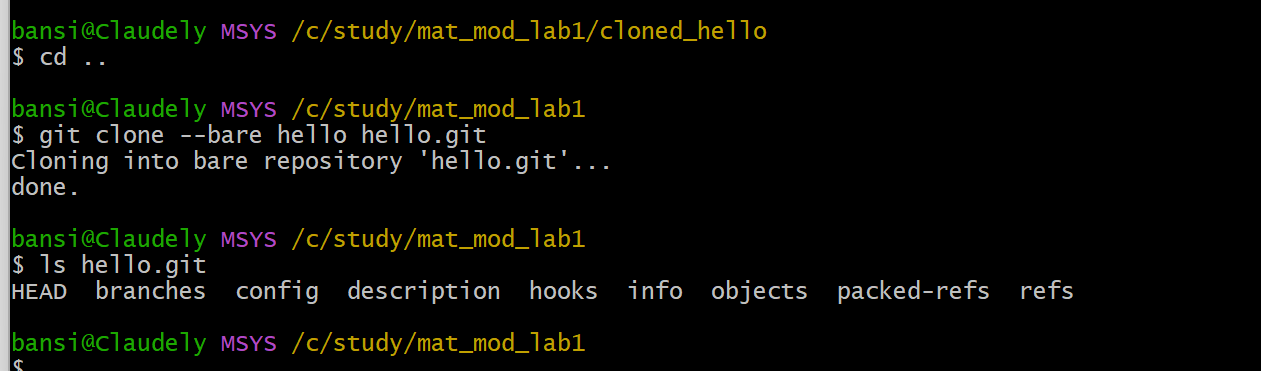 bansi@Claudely MSYS /c/study/mat_mod_lab1/cloned_hello
$ cd ..
bansi@Claudely MSYS /c/study/mat_mod_lab1
$ git clone --bare hello hello.git
Cloning into bare repository 'hello.git'...
done.
bansi@Claudely MSYS /c/study/mat_mod_lab1
$ ls hello.git
HEAD  branches  config  description  hooks  info  objects  packed-refs  refs
bansi@Claudely MSYS /c/study/mat_mod_lab1
$